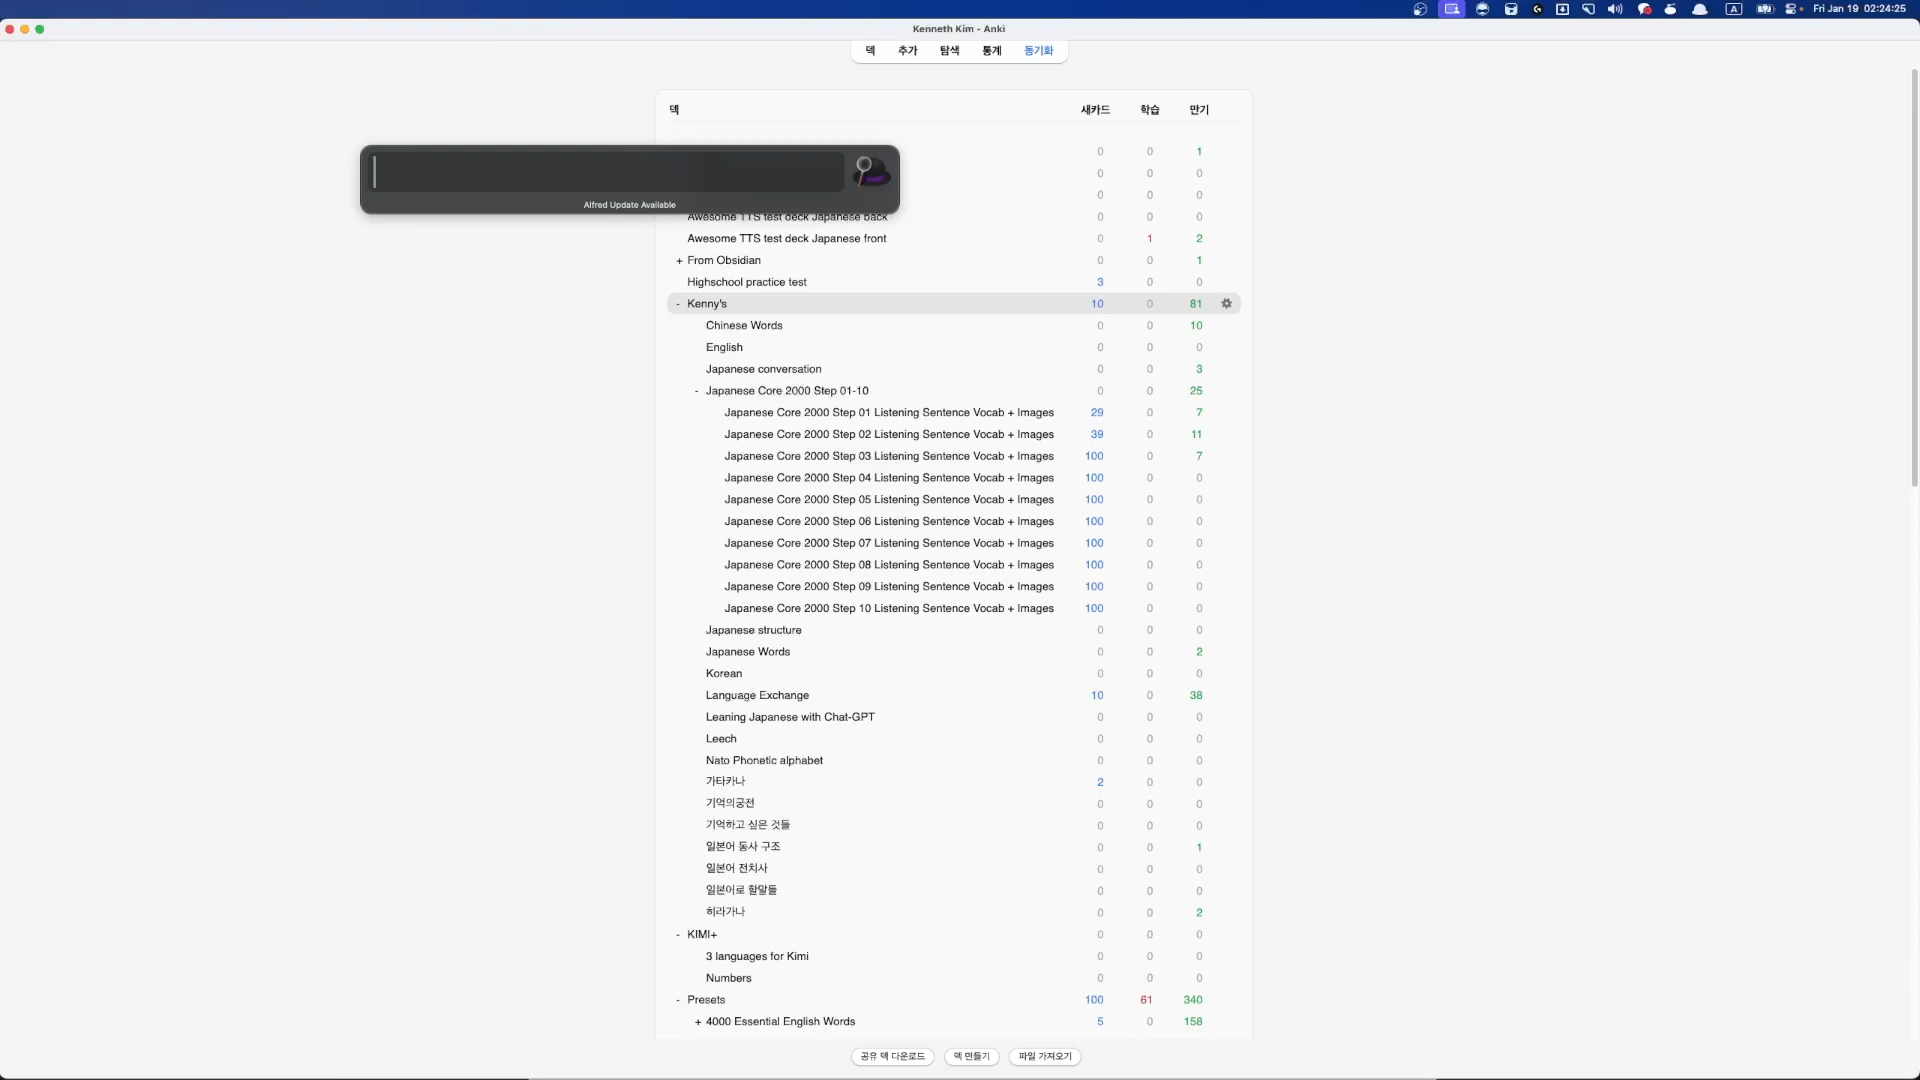 Fri Jan 19 02:24:25
Kenneth Kim - Anki
덱 추가 탐색 통계 동기화
덱 새카드 학습 만기
0 0 1
0 0 0
0 0 0
Alfred Update Available
Awesome TTS test deck Japanese back 0 0 0
Awesome TTS test deck Japanese front 0 1 2
+ From Obsidian 0 0 1
Highschool practice test 3 0 0
- Kenny's 10 0 81
Chinese Words 0 0 10
English 0 0 0
Japanese conversation 0 0 3
- Japanese Core 2000 Step 01-10 0 0 25
Japanese Core 2000 Step 01 Listening Sentence Vocab + Images 29 0 7
Japanese Core 2000 Step 02 Listening Sentence Vocab + Images 39 0 11
Japanese Core 2000 Step 03 Listening Sentence Vocab + Images 100 0 7
Japanese Core 2000 Step 04 Listening Sentence Vocab + Images 100 0 0
Japanese Core 2000 Step 05 Listening Sentence Vocab + Images 100 0 0
Japanese Core 2000 Step 06 Listening Sentence Vocab + Images 100 0 0
Japanese Core 2000 Step 07 Listening Sentence Vocab + Images 100 0 0
Japanese Core 2000 Step 08 Listening Sentence Vocab + Images 100 0 0
Japanese Core 2000 Step 09 Listening Sentence Vocab + Images 100 0 0
Japanese Core 2000 Step 10 Listening Sentence Vocab + Images 100 0 0
Japanese structure 0 0 0
Japanese Words 0 0 2
Korean 0 0 0
Language Exchange 10 0 38
Leaning Japanese with Chat-GPT 0 0 0
Leech 0 0 0
Nato Phonetic alphabet 0 0 0
가타카나 2 0 0
기억의궁전 0 0 0
기억하고 싶은 것들 0 0 0
일본어 동사 구조 0 0 1
일본어 전치사 0 0 0
일본어로 할말들 0 0 0
히라가나 0 0 2
- KIMI+ 0 0 0
3 languages for Kimi 0 0 0
Numbers 0 0 0
- Presets 100 61 340
+ 4000 Essential English Words 5 0 158
공유 덱 다운로드 덱 만들기 파일 가져오기